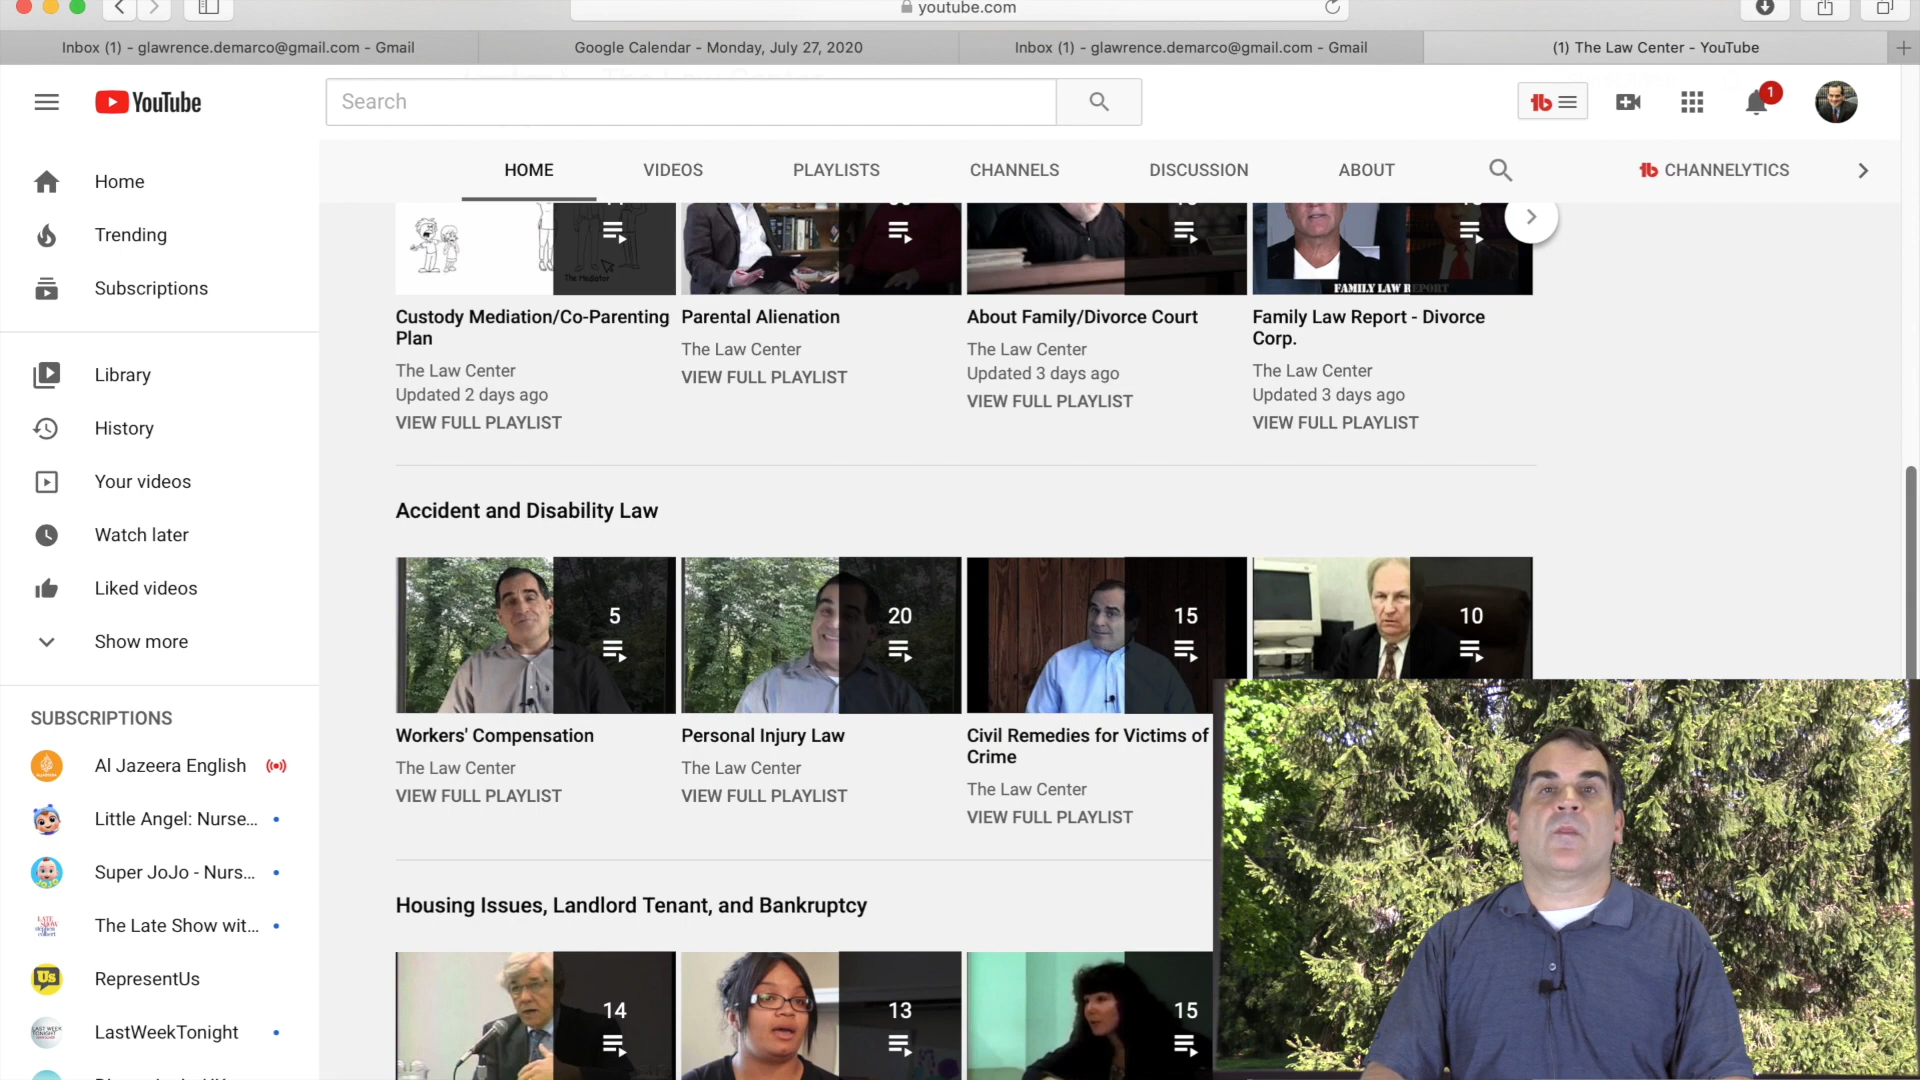 youtube.com
Inbox (1) - glawrence.demarco@gmail.com - Gmail
Google Calendar - Monday, July 27, 2020
Inbox (1) - glawrence.demarco@gmail.com - Gmail
(1) The Law Center - YouTube
YouTube
Search
tb
1
HOME
VIDEOS
PLAYLISTS
CHANNELS
DISCUSSION
ABOUT
tb CHANNELYTICS
Home
Trending
Subscriptions
Library
History
Your videos
Watch later
Liked videos
Show more
SUBSCRIPTIONS
Al Jazeera English
Little Angel: Nurse...
Super JoJo - Nurs...
The Late Show wit...
RepresentUs
LastWeekTonight
The Mediator
FAMILY LAW REPORT
Custody Mediation/Co-Parenting
Plan
The Law Center
Updated 2 days ago
VIEW FULL PLAYLIST
Parental Alienation
The Law Center
VIEW FULL PLAYLIST
About Family/Divorce Court
The Law Center
Updated 3 days ago
VIEW FULL PLAYLIST
Family Law Report - Divorce
Corp.
The Law Center
Updated 3 days ago
VIEW FULL PLAYLIST
Accident and Disability Law
5
20
15
10
Workers' Compensation
The Law Center
VIEW FULL PLAYLIST
Personal Injury Law
The Law Center
VIEW FULL PLAYLIST
Civil Remedies for Victims of
Crime
The Law Center
VIEW FULL PLAYLIST
Housing Issues, Landlord Tenant, and Bankruptcy
14
13
15